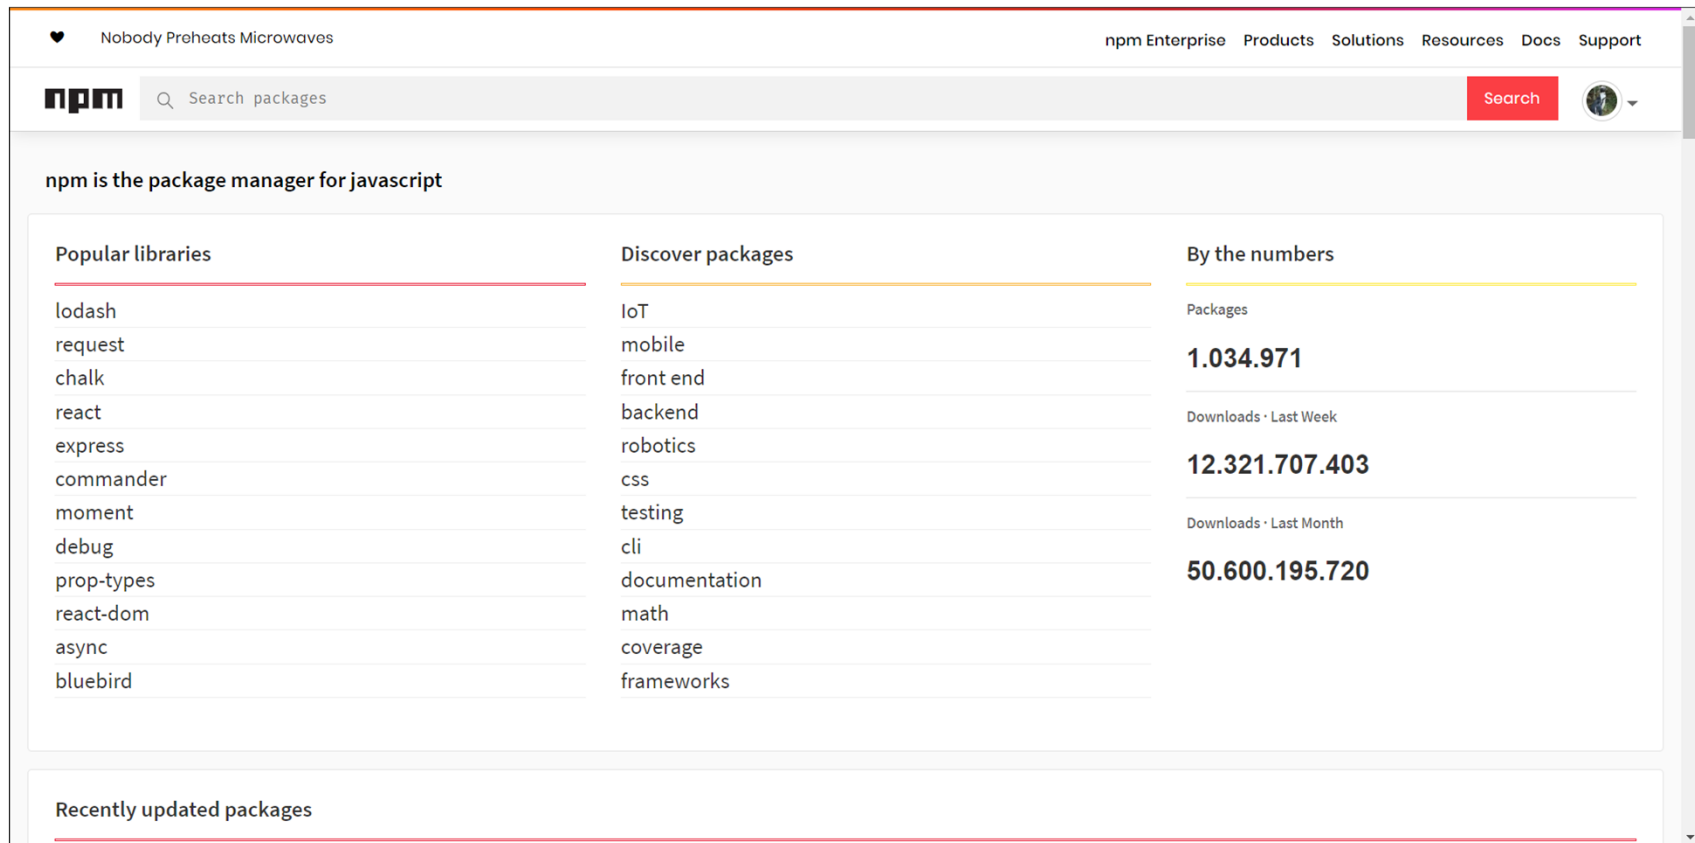 Nobody Preheats Microwaves
npm Enterprise Products Solutions Resources Docs Support
npm
Search packages
Search
npm is the package manager for javascript
Popular libraries
lodash
request
chalk
react
express
commander
moment
debug
prop-types
react-dom
async
bluebird
Discover packages
IoT
mobile
front end
backend
robotics
css
testing
cli
documentation
math
coverage
frameworks
By the numbers
Packages
1.034.971
Downloads · Last Week
12.321.707.403
Downloads · Last Month
50.600.195.720
Recently updated packages